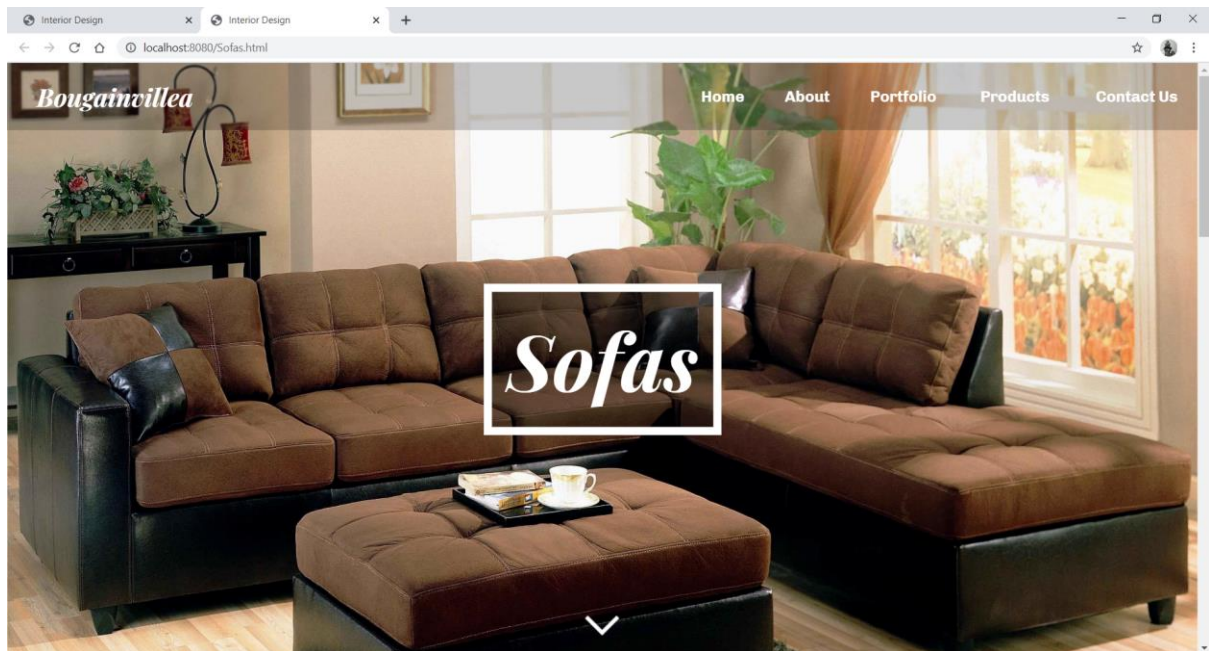 Interior Design
Interior Design
localhost:8080/Sofas.html
Bougainvillea
Home About Portfolio Products Contact Us
Sofas